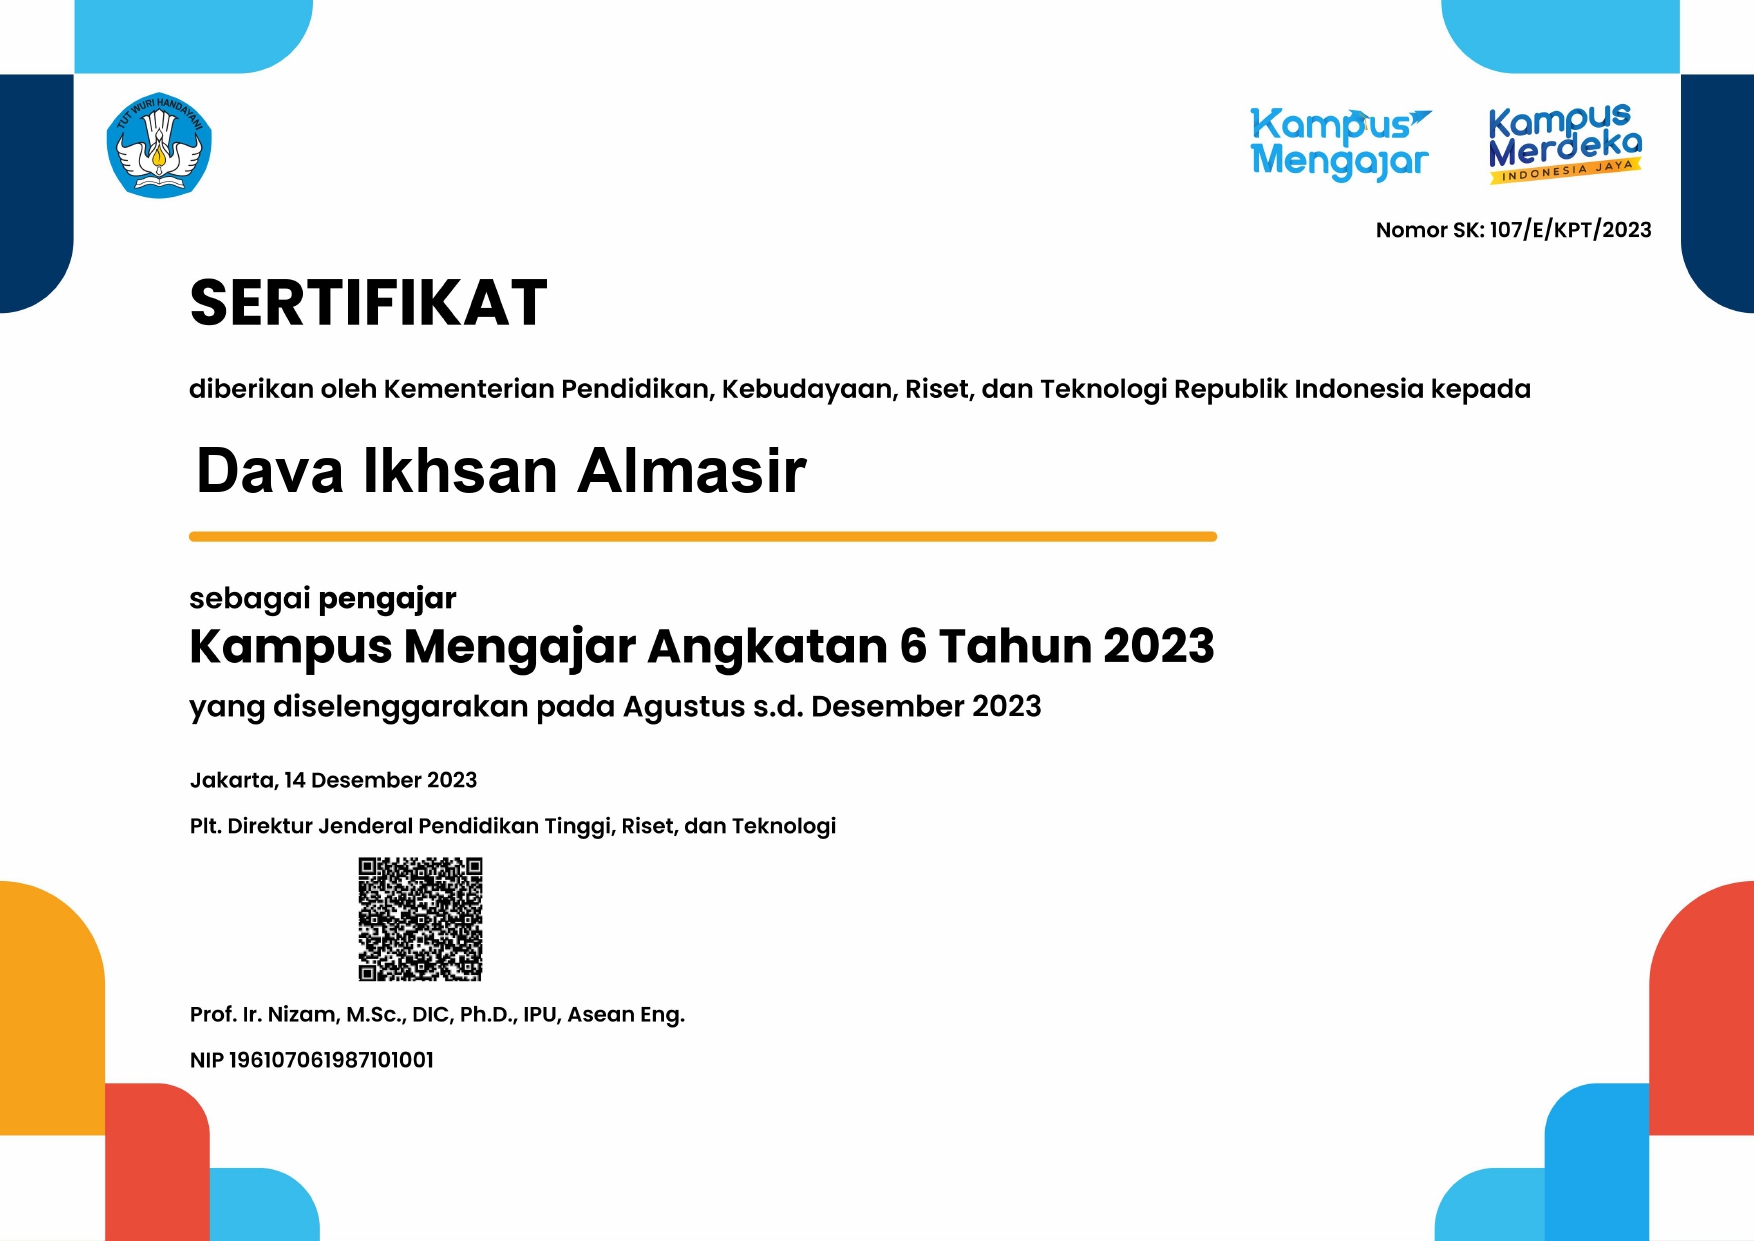 TUT WURI HANDAYANI
Kampus
Mengajar
Kampus
Merdeka
INDONESIA JAYA
Nomor SK: 107/E/KPT/2023
SERTIFIKAT
diberikan oleh Kementerian Pendidikan, Kebudayaan, Riset, dan Teknologi Republik Indonesia kepada
Dava Ikhsan Almasir
sebagai pengajar
Kampus Mengajar Angkatan 6 Tahun 2023
yang diselenggarakan pada Agustus s.d. Desember 2023
Jakarta, 14 Desember 2023
Plt. Direktur Jenderal Pendidikan Tinggi, Riset, dan Teknologi
Prof. Ir. Nizam, M.Sc., DIC, Ph.D., IPU, Asean Eng.
NIP 196107061987101001